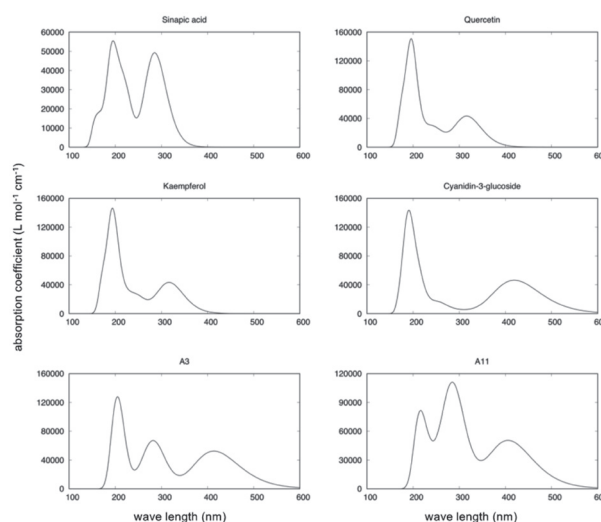 Sinapic acid
60000
50000
40000
30000
20000
10000
0
100 200 300 400 500 600
Quercetin
160000
120000
80000
40000
0
100 200 300 400 500 600
Kaempferol
160000
120000
80000
40000
0
100 200 300 400 500 600
Cyanidin-3-glucoside
160000
120000
80000
40000
0
100 200 300 400 500 600
A3
160000
120000
80000
40000
0
100 200 300 400 500 600
A11
120000
90000
60000
30000
0
100 200 300 400 500 600
absorption coefficient (L mol⁻¹ cm⁻¹)
wave length (nm)
wave length (nm)